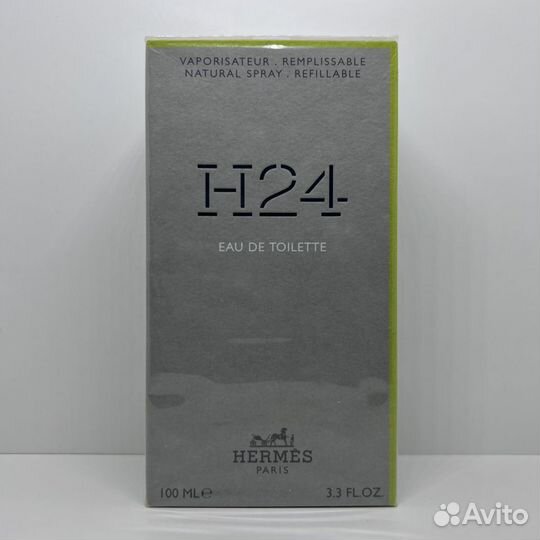 VAPORISATEUR . REMPLISSABLE
NATURAL SPRAY . REFILLABLE
H24
EAU DE TOILETTE
HERMÈS
PARIS
100 ML℮ 3.3 FL.OZ.
Avito